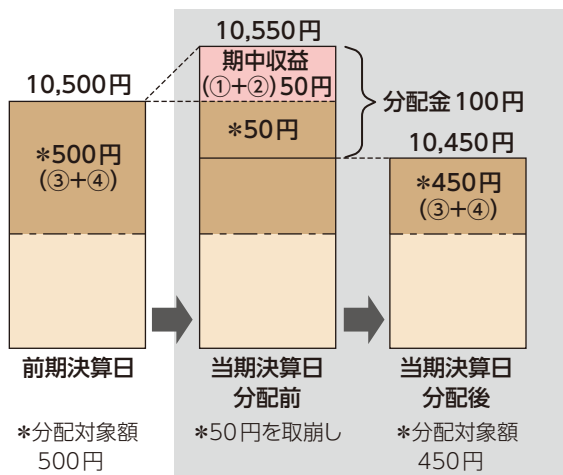 10,550円
期中収益
(①+②)50円
10,500円
分配金100円
*50円
10,450円
*500円
(③+④)
*450円
(③+④)
前期決算日
当期決算日
分配前
当期決算日
分配後
*分配対象額
500円
*50円を取崩し
*分配対象額
450円